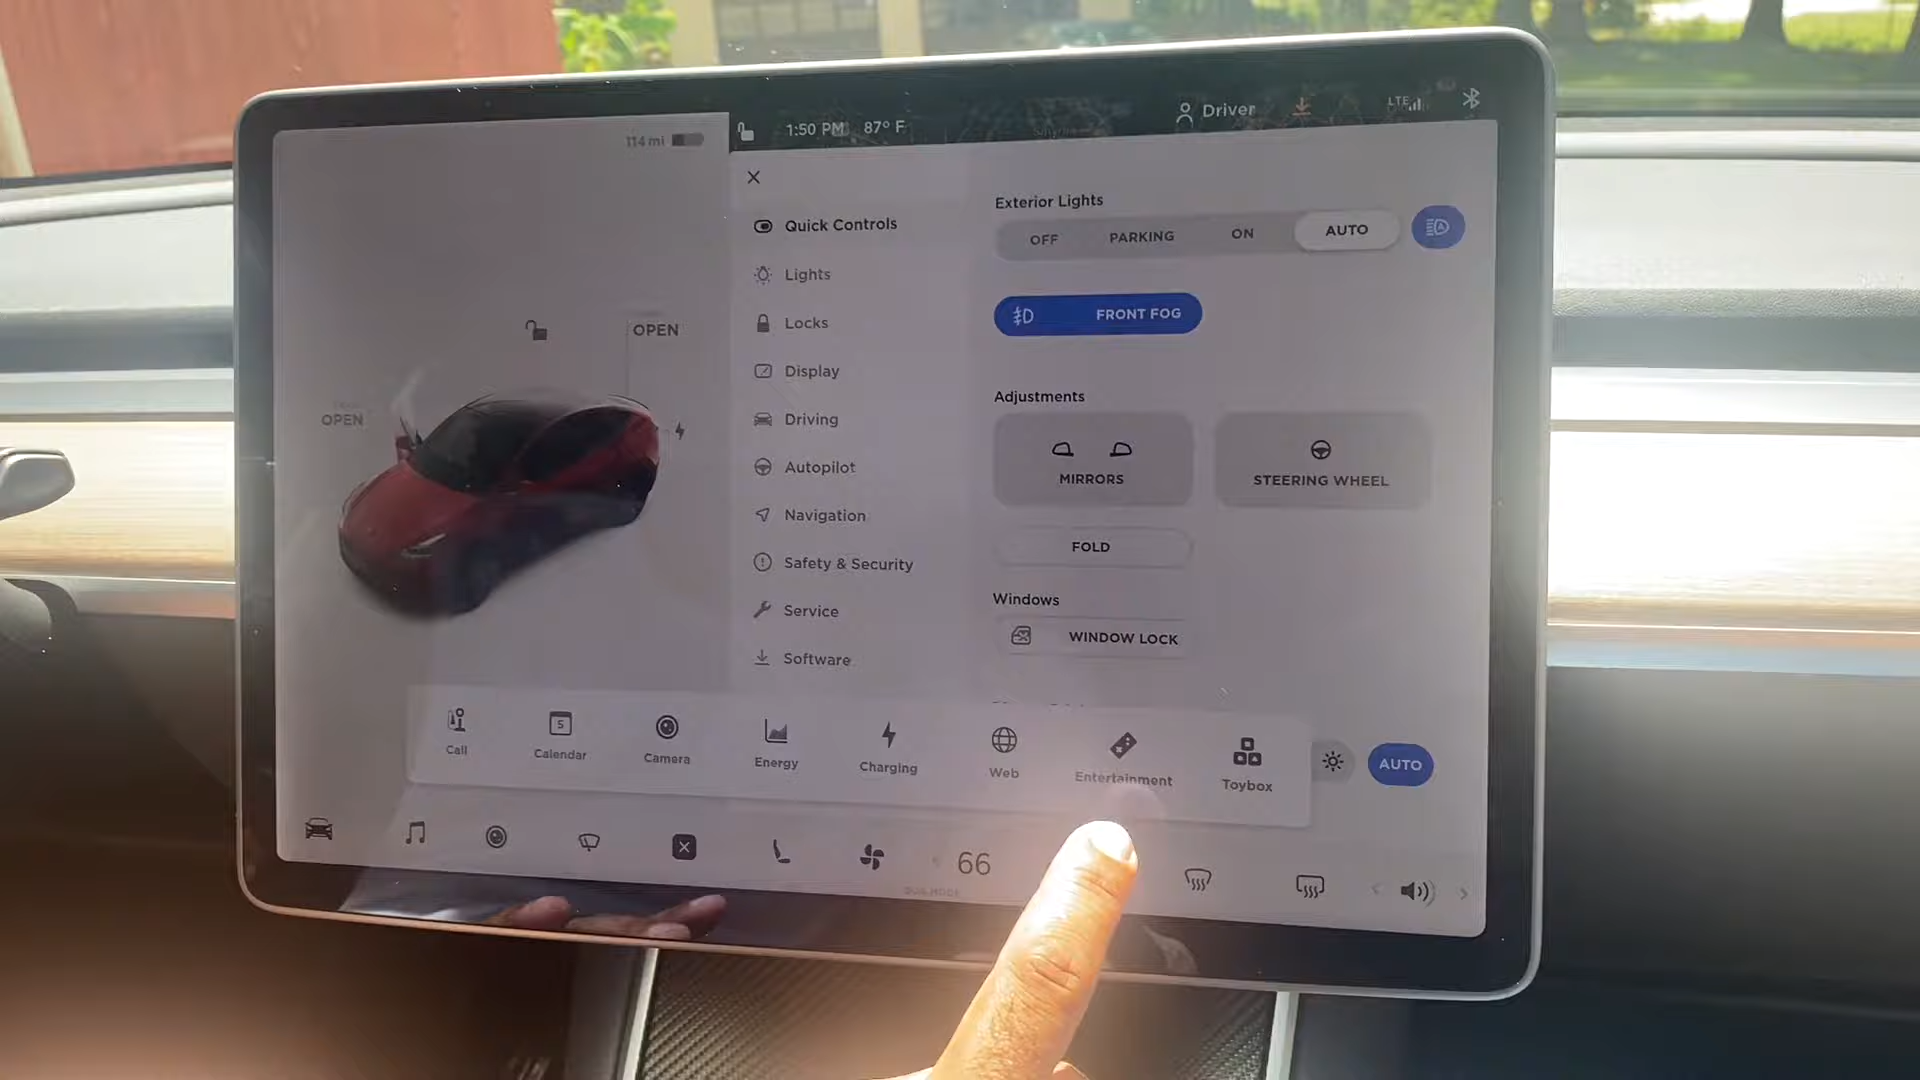 114 mi
1:50 PM 87° F
Driver
LTE
Quick Controls
Lights
Locks
Display
Driving
Autopilot
Navigation
Safety & Security
Service
Software
OPEN
OPEN
Exterior Lights
OFF PARKING ON AUTO
FRONT FOG
Adjustments
MIRRORS STEERING WHEEL
FOLD
Windows
WINDOW LOCK
AUTO
Call
5
Calendar
Camera
Energy
Charging
Web
Entertainment
Toybox
66